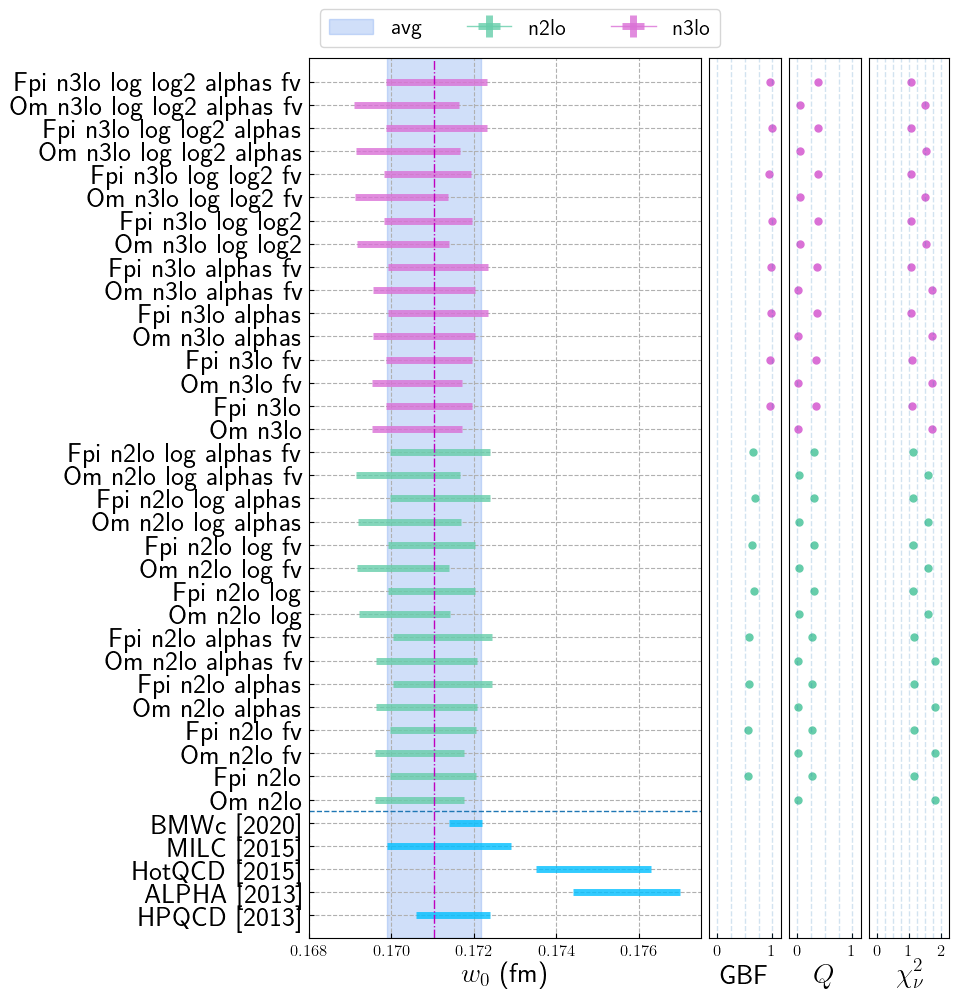 avg n2lo n3lo
Fpi n3lo log log2 alphas fv
Om n3lo log log2 alphas fv
Fpi n3lo log log2 alphas
Om n3lo log log2 alphas
Fpi n3lo log log2 fv
Om n3lo log log2 fv
Fpi n3lo log log2
Om n3lo log log2
Fpi n3lo alphas fv
Om n3lo alphas fv
Fpi n3lo alphas
Om n3lo alphas
Fpi n3lo fv
Om n3lo fv
Fpi n3lo
Om n3lo
Fpi n2lo log alphas fv
Om n2lo log alphas fv
Fpi n2lo log alphas
Om n2lo log alphas
Fpi n2lo log fv
Om n2lo log fv
Fpi n2lo log
Om n2lo log
Fpi n2lo alphas fv
Om n2lo alphas fv
Fpi n2lo alphas
Om n2lo alphas
Fpi n2lo fv
Om n2lo fv
Fpi n2lo
Om n2lo
BMWc [2020]
MILC [2015]
HotQCD [2015]
ALPHA [2013]
HPQCD [2013]
0.168 0.170 0.172 0.174 0.176 0 1 0 1 0 1 2
$w_0$ (fm) GBF $Q$ $\chi^2_\nu$